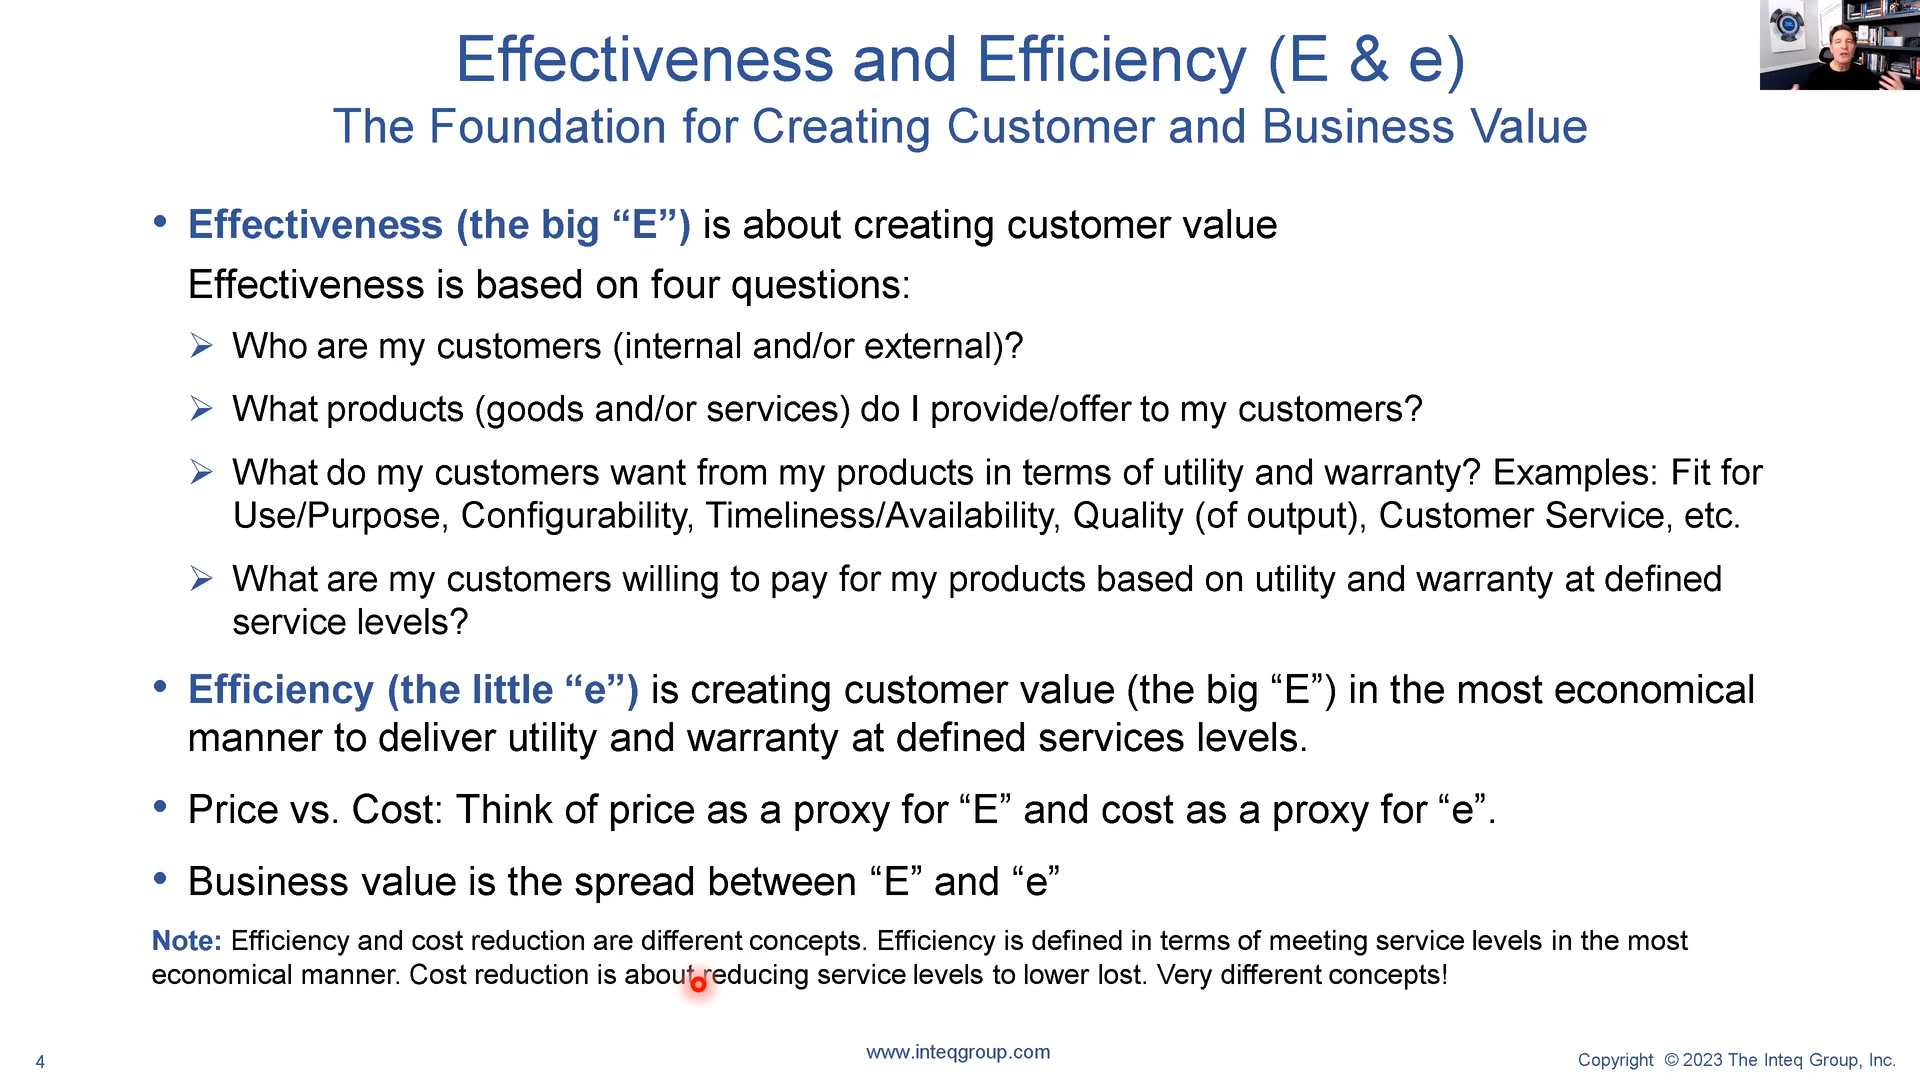 Effectiveness and Efficiency (E & e)
The Foundation for Creating Customer and Business Value
• Effectiveness (the big “E”) is about creating customer value
Effectiveness is based on four questions:
➢ Who are my customers (internal and/or external)?
➢ What products (goods and/or services) do I provide/offer to my customers?
➢ What do my customers want from my products in terms of utility and warranty? Examples: Fit for
Use/Purpose, Configurability, Timeliness/Availability, Quality (of output), Customer Service, etc.
➢ What are my customers willing to pay for my products based on utility and warranty at defined
service levels?
• Efficiency (the little “e”) is creating customer value (the big “E”) in the most economical
manner to deliver utility and warranty at defined services levels.
• Price vs. Cost: Think of price as a proxy for “E” and cost as a proxy for “e”.
• Business value is the spread between “E” and “e”
Note: Efficiency and cost reduction are different concepts. Efficiency is defined in terms of meeting service levels in the most
economical manner. Cost reduction is about reducing service levels to lower lost. Very different concepts!
4
www.inteqgroup.com
Copyright © 2023 The Inteq Group, Inc.